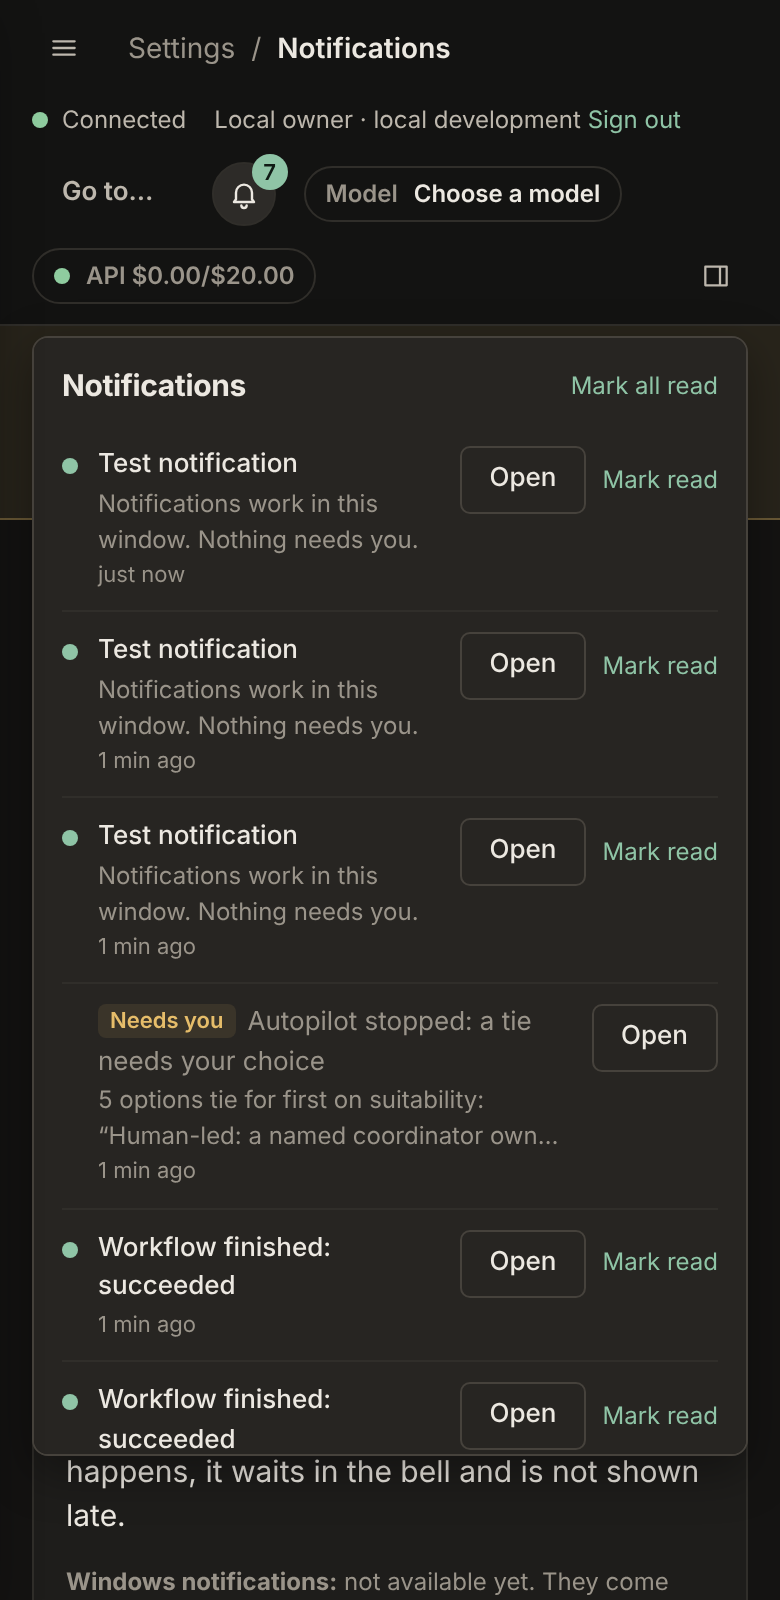 Settings / Notifications
Connected Local owner · local development Sign out
Go to... 7 Model Choose a model
API $0.00/$20.00
Notifications Mark all read
Test notification Open Mark read
Notifications work in this
window. Nothing needs you.
just now
Test notification Open Mark read
Notifications work in this
window. Nothing needs you.
1 min ago
Test notification Open Mark read
Notifications work in this
window. Nothing needs you.
1 min ago
Needs you Autopilot stopped: a tie Open
needs your choice
5 options tie for first on suitability:
“Human-led: a named coordinator own...
1 min ago
Workflow finished: Open Mark read
succeeded
1 min ago
Workflow finished: Open Mark read
succeeded
happens, it waits in the bell and is not shown
late.
Windows notifications: not available yet. They come